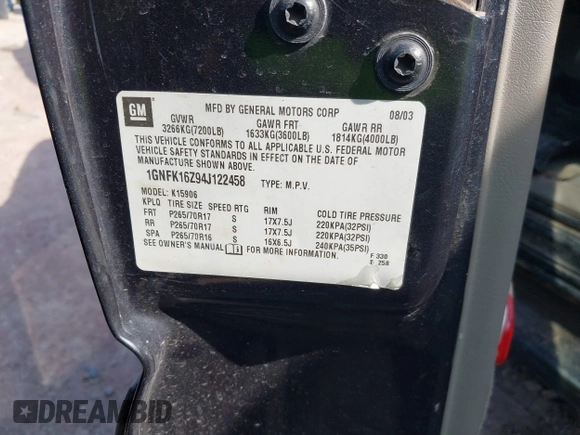 GM
MFD BY GENERAL MOTORS CORP 08/03
GVWR GAWR FRT GAWR RR
3266KG(7200LB) 1633KG(3600LB) 1814KG(4000LB)
THIS VEHICLE CONFORMS TO ALL APPLICABLE U.S. FEDERAL MOTOR
VEHICLE SAFETY STANDARDS IN EFFECT ON THE DATE OF
MANUFACTURE SHOWN ABOVE.
1GNFK16Z94J122458 TYPE: M.P.V.
MODEL: K15906
KPLQ TIRE SIZE SPEED RTG RIM COLD TIRE PRESSURE
FRT P265/70R17 S 17X7.5J 220KPA(32PSI)
RR P265/70R17 S 17X7.5J 220KPA(32PSI)
SPA P265/70R16 S 16X6.5J 240KPA(35PSI)
SEE OWNER'S MANUAL FOR MORE INFORMATION.
F 330
S 258
DREAMBID